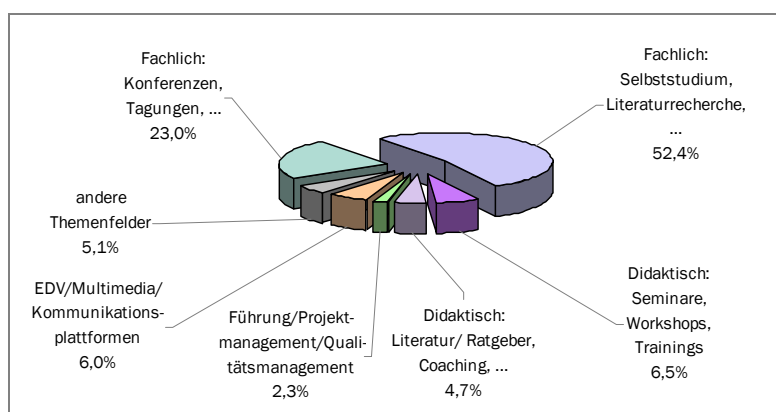 Fachlich:
Konferenzen,
Tagungen, ...
23,0%
Fachlich:
Selbststudium,
Literaturrecherche,
...
52,4%
andere
Themenfelder
5,1%
EDV/Multimedia/
Kommunikations-
plattformen
6,0%
Führung/Projekt-
management/Quali-
tätsmanagement
2,3%
Didaktisch:
Literatur/ Ratgeber,
Coaching, ...
4,7%
Didaktisch:
Seminare,
Workshops,
Trainings
6,5%